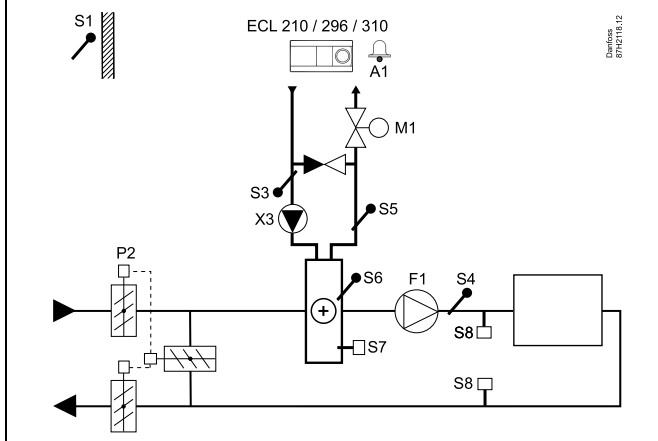 S1
ECL 210 / 296 / 310
Danfoss
87H2118.12
A1
M1
S3
S5
X3
P2
S6
F1
S4
S8
S7
S8